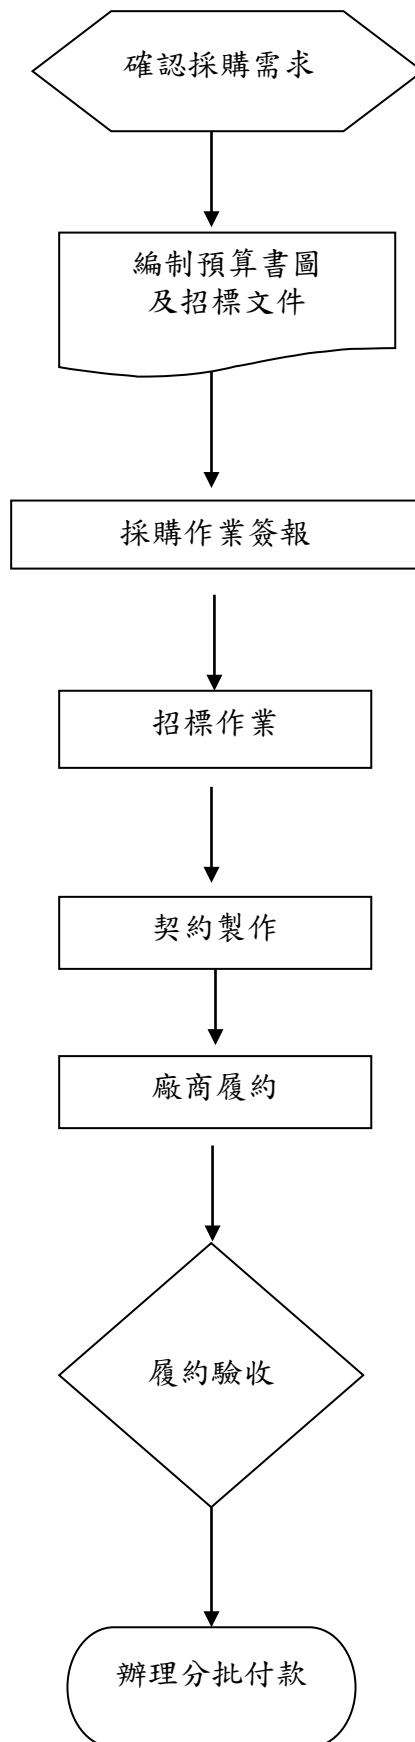 確認採購需求
編制預算書圖
及招標文件
採購作業簽報
招標作業
契約製作
廠商履約
履約驗收
辦理分批付款